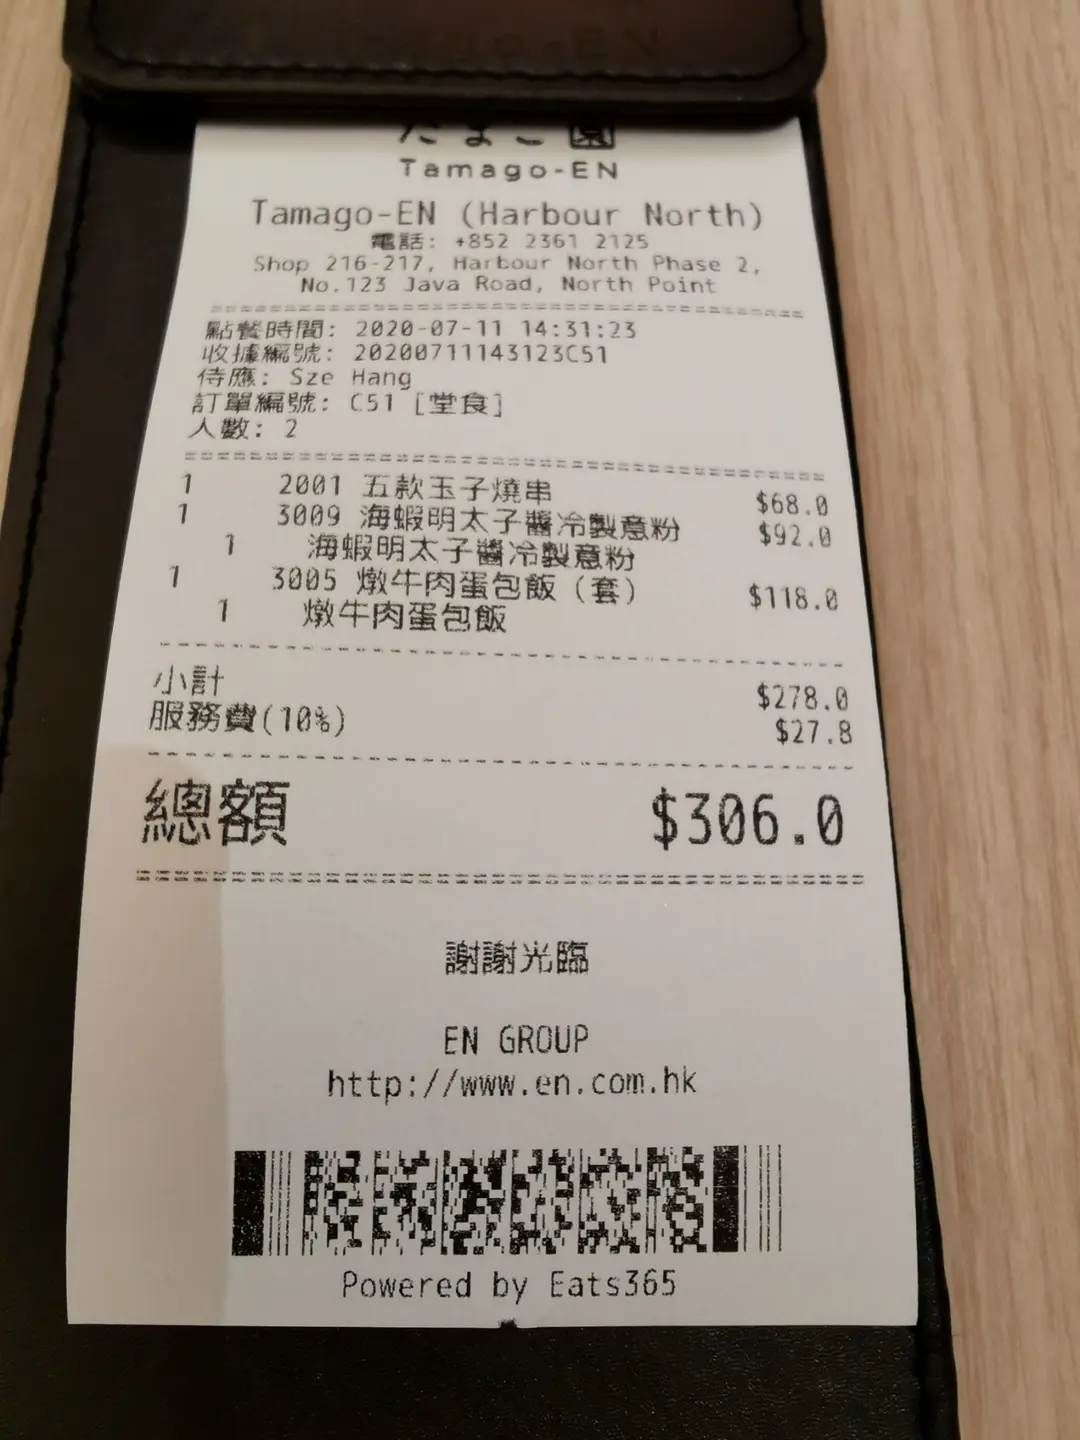 たまご園
Tamago-EN
Tamago-EN (Harbour North)
電話: +852 2361 2125
Shop 216-217, Harbour North Phase 2,
No.123 Java Road, North Point
點餐時間: 2020-07-11 14:31:23
收據編號: 20200711143123C51
侍應: Sze Hang
訂單編號: C51 [堂食]
人數: 2
1 2001 五款玉子燒串 $68.0
1 3009 海蝦明太子醬冷製意粉 $92.0
1 海蝦明太子醬冷製意粉
1 3005 燉牛肉蛋包飯 (套) $118.0
1 燉牛肉蛋包飯
小計 $278.0
服務費(10%) $27.8
總額 $306.0
謝謝光臨
EN GROUP
http://www.en.com.hk
Powered by Eats365